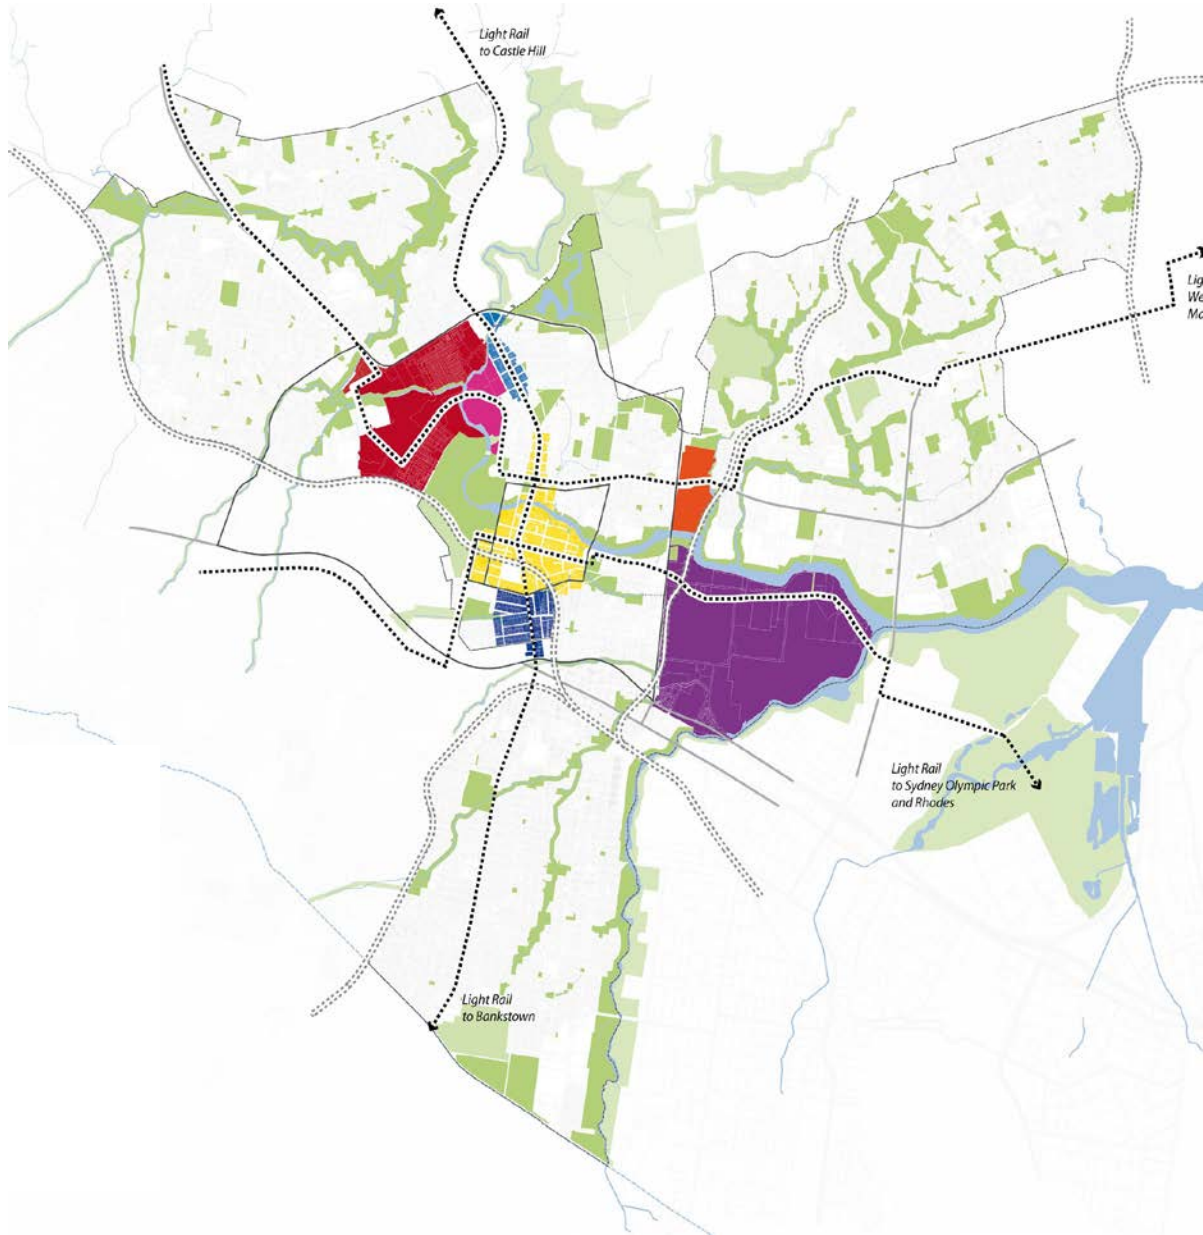 Light Rail
to Castle Hill
Light Rail
to Sydney Olympic Park
and Rhodes
Light Rail
to Bankstown